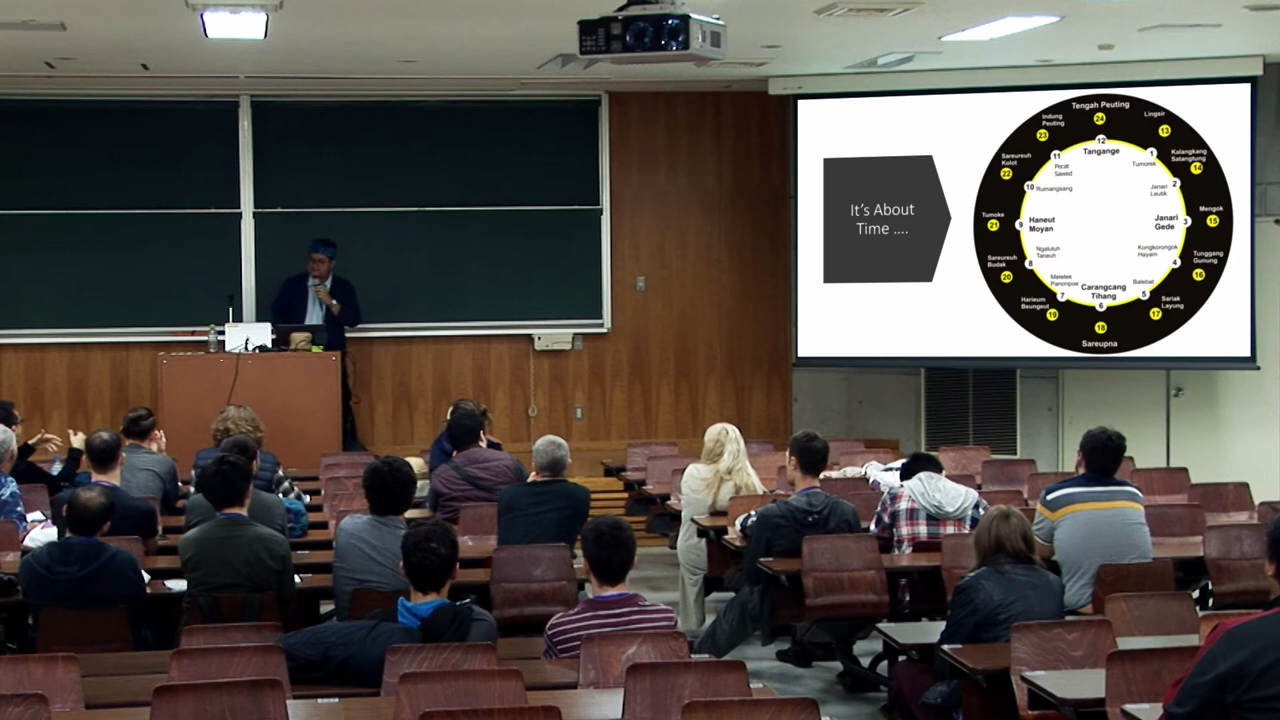 It's About
Time ....
Tengah Peuting
24
Lingsir
13
Kalangkang
Satangtung
14
Mengok
15
Tunggang
Gunung
16
Sariak
Layung
17
18
Sareupna
19
Harieum
Beungeut
20
Sareureuh
Budak
21
Tumoke
22
Sareureuh
Kolot
23
Indung
Peuting
12
Tangange
1
Tumorek
2
Janari
Leutik
3
Janari
Gede
4
Kongkorongok
Hayam
5
Balebat
6
Carangcang
Tihang
7
Meletek
Panonpoe
8
Ngaluluh
Taneuh
9
Haneut
Moyan
10
Rumangsang
11
Pecat
Sawed